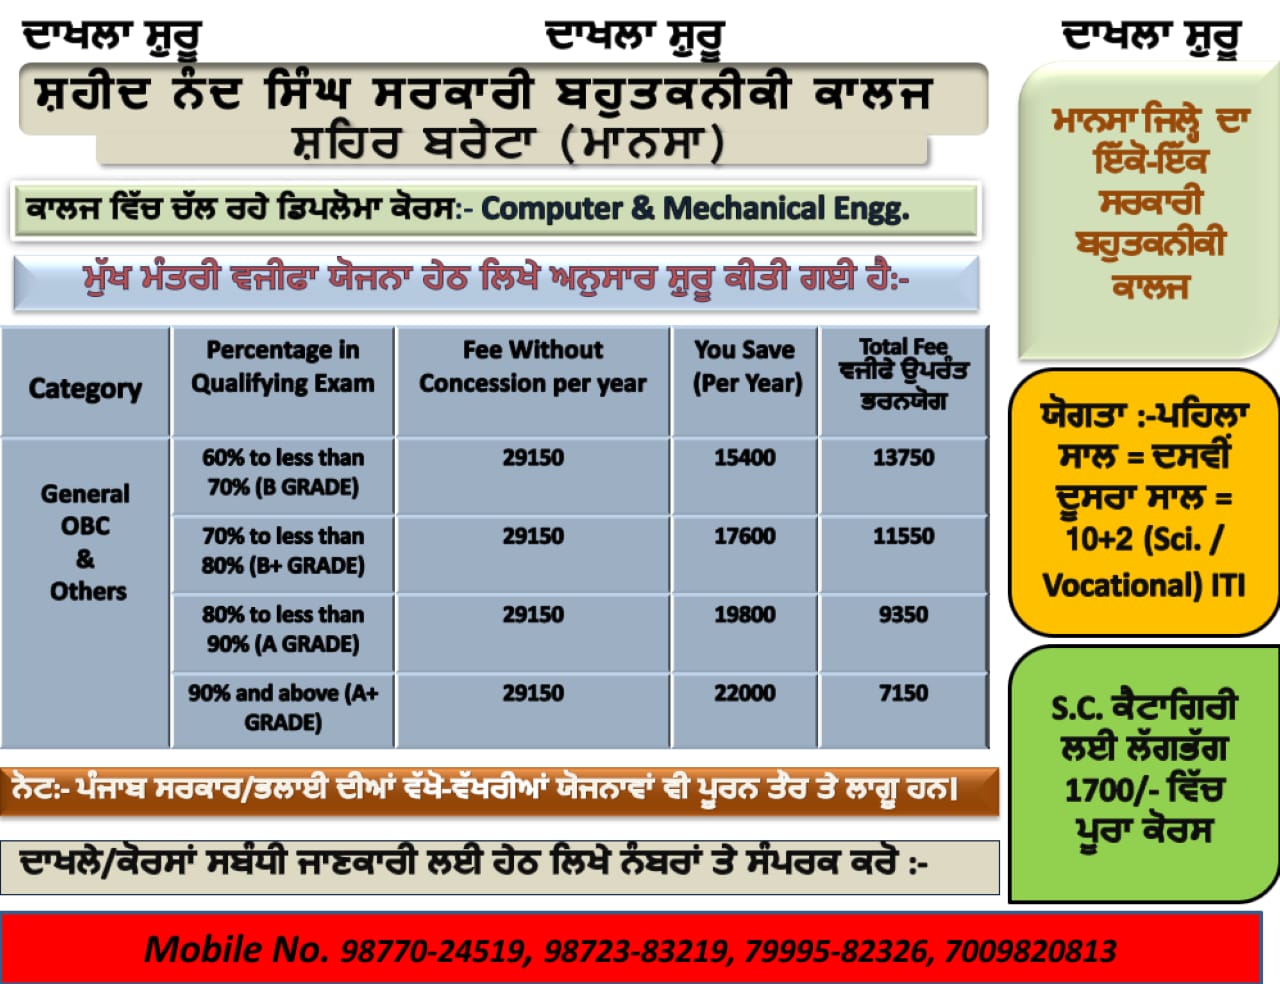 ਦਾਖਲਾ ਸ਼ੁਰੂ ਦਾਖਲਾ ਸ਼ੁਰੂ ਦਾਖਲਾ ਸ਼ੁਰੂ
ਸ਼ਹੀਦ ਨੰਦ ਸਿੰਘ ਸਰਕਾਰੀ ਬਹੁਤਕਨੀਕੀ ਕਾਲਜ
ਸ਼ਹਿਰ ਬਰੇਟਾ (ਮਾਨਸਾ)
ਕਾਲਜ ਵਿੱਚ ਚੱਲ ਰਹੇ ਡਿਪਲੋਮਾ ਕੋਰਸ:- Computer & Mechanical Engg.
ਮੁੱਖ ਮੰਤਰੀ ਵਜੀਫਾ ਯੋਜਨਾ ਹੇਠ ਲਿਖੇ ਅਨੁਸਾਰ ਸ਼ੁਰੂ ਕੀਤੀ ਗਈ ਹੈ:-
Category
Percentage in
Qualifying Exam
Fee Without
Concession per year
You Save
(Per Year)
Total Fee
ਵਜੀਫੇ ਉਪਰੰਤ
ਭਰਨਯੋਗ
General
OBC
&
Others
60% to less than
70% (B GRADE)
29150
15400
13750
70% to less than
80% (B+ GRADE)
29150
17600
11550
80% to less than
90% (A GRADE)
29150
19800
9350
90% and above (A+
GRADE)
29150
22000
7150
ਨੋਟ:- ਪੰਜਾਬ ਸਰਕਾਰ/ਭਲਾਈ ਦੀਆਂ ਵੱਖੋ-ਵੱਖਰੀਆਂ ਯੋਜਨਾਵਾਂ ਵੀ ਪੂਰਨ ਤੌਰ ਤੇ ਲਾਗੂ ਹਨ।
ਦਾਖਲੇ/ਕੋਰਸਾਂ ਸਬੰਧੀ ਜਾਣਕਾਰੀ ਲਈ ਹੇਠ ਲਿਖੇ ਨੰਬਰਾਂ ਤੇ ਸੰਪਰਕ ਕਰੋ :-
Mobile No. 98770-24519, 98723-83219, 79995-82326, 7009820813
ਮਾਨਸਾ ਜਿਲ੍ਹੇ ਦਾ
ਇੱਕੋ-ਇੱਕ
ਸਰਕਾਰੀ
ਬਹੁਤਕਨੀਕੀ
ਕਾਲਜ
ਯੋਗਤਾ :-ਪਹਿਲਾ
ਸਾਲ = ਦਸਵੀਂ
ਦੂਸਰਾ ਸਾਲ =
10+2 (Sci. /
Vocational) ITI
S.C. ਕੈਟਾਗਿਰੀ
ਲਈ ਲੱਗਭੱਗ
1700/- ਵਿੱਚ
ਪੂਰਾ ਕੋਰਸ